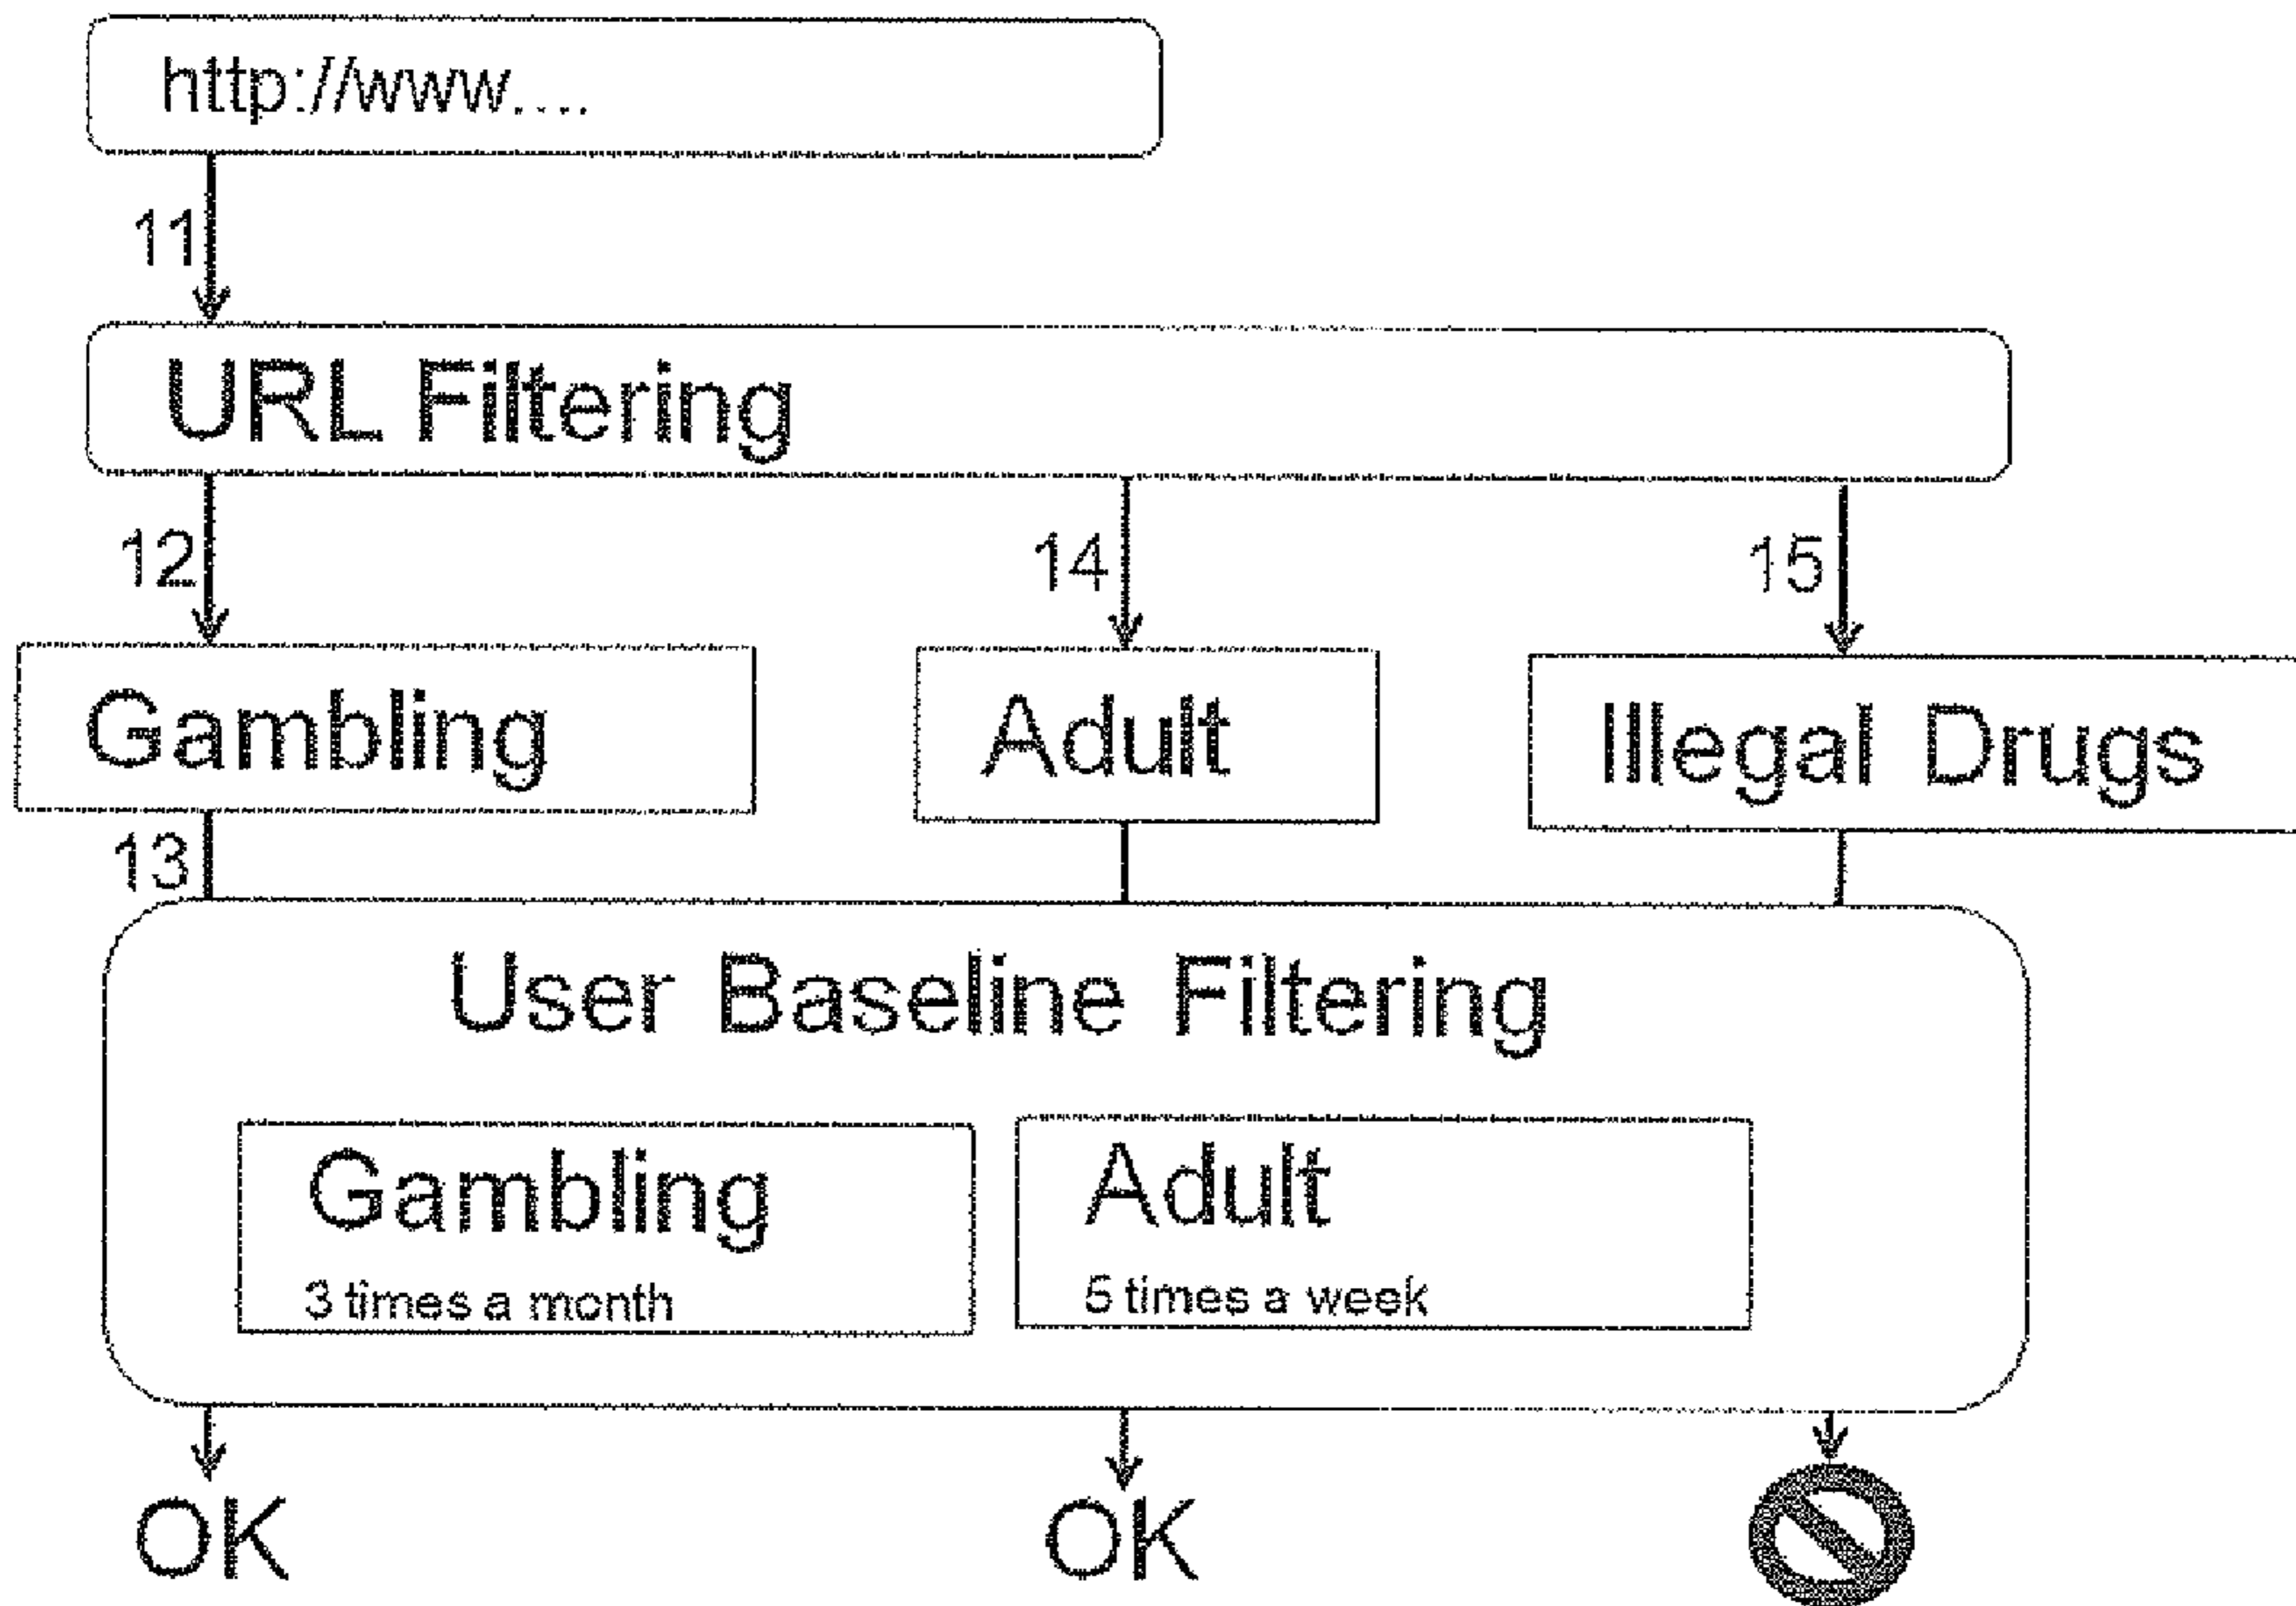 http://www....
11
URL Filtering
12
14
15
Gambling
Adult
Illegal Drugs
13
User Baseline Filtering
Gambling
Adult
3 times a month
5 times a week
OK
OK